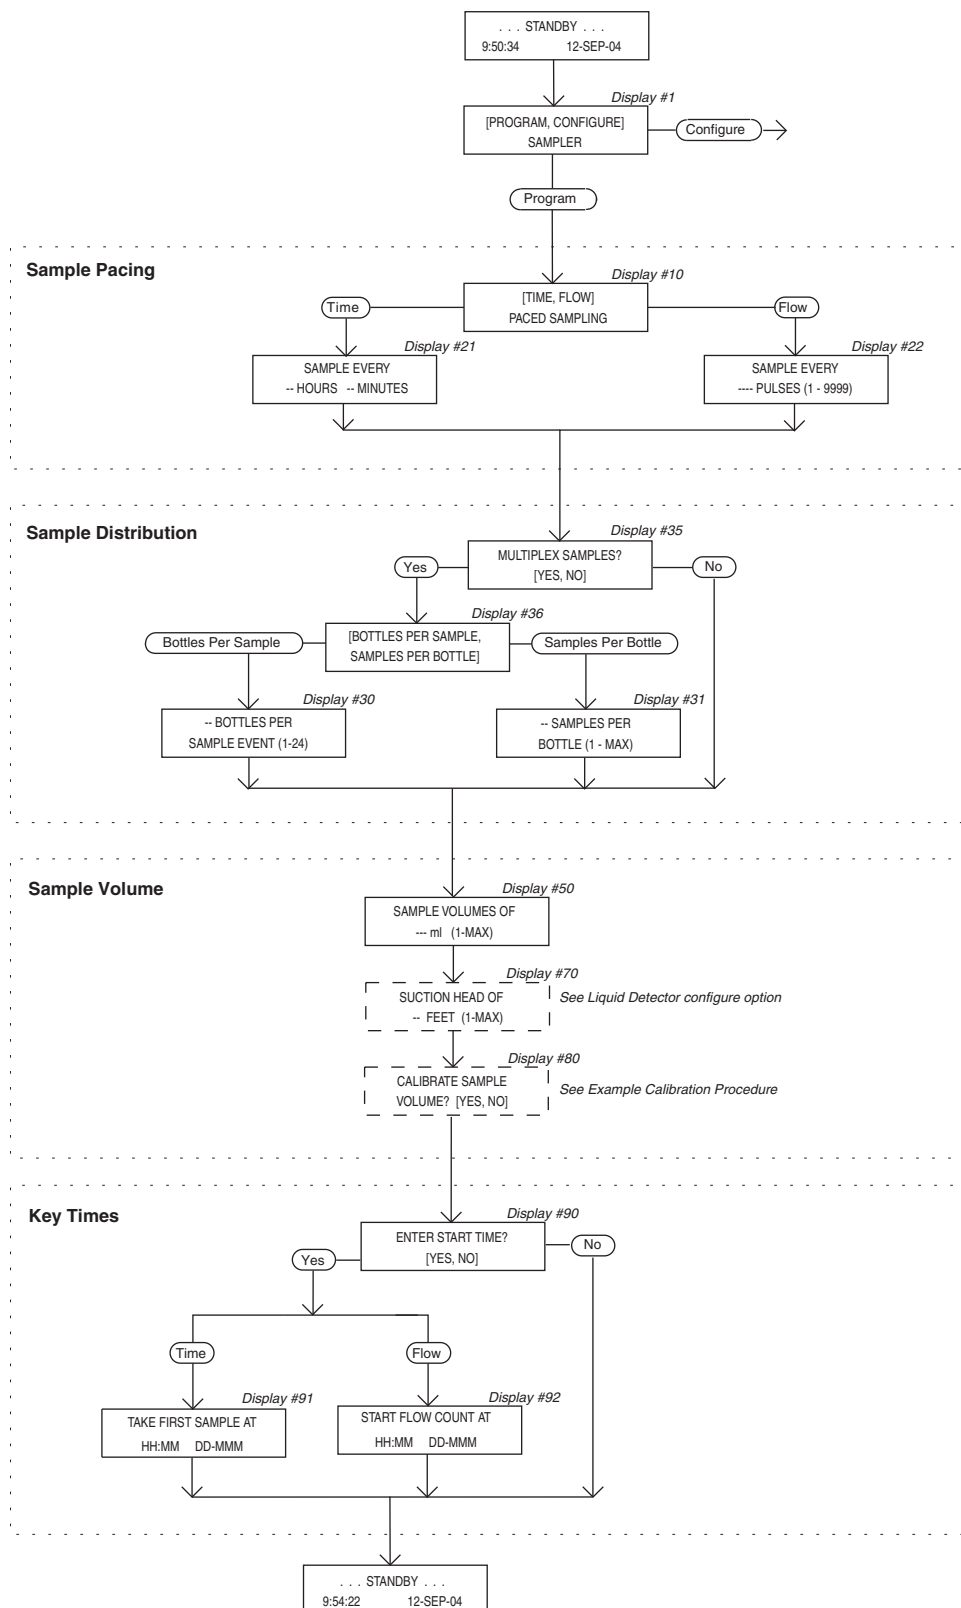 . . . STANDBY . . .
9:50:34 12-SEP-04
Display #1
[PROGRAM, CONFIGURE]
SAMPLER
Configure
Program
Sample Pacing
Display #10
[TIME, FLOW]
PACED SAMPLING
Time
Flow
Display #21
SAMPLE EVERY
-- HOURS -- MINUTES
Display #22
SAMPLE EVERY
---- PULSES (1 - 9999)
Sample Distribution
Display #35
MULTIPLEX SAMPLES?
[YES, NO]
Yes
No
Display #36
[BOTTLES PER SAMPLE,
SAMPLES PER BOTTLE]
Bottles Per Sample
Samples Per Bottle
Display #30
-- BOTTLES PER
SAMPLE EVENT (1-24)
Display #31
-- SAMPLES PER
BOTTLE (1 - MAX)
Sample Volume
Display #50
SAMPLE VOLUMES OF
--- ml (1-MAX)
Display #70
SUCTION HEAD OF
-- FEET (1-MAX)
See Liquid Detector configure option
Display #80
CALIBRATE SAMPLE
VOLUME? [YES, NO]
See Example Calibration Procedure
Key Times
Display #90
ENTER START TIME?
[YES, NO]
Yes
No
Time
Flow
Display #91
TAKE FIRST SAMPLE AT
HH:MM DD-MMM
Display #92
START FLOW COUNT AT
HH:MM DD-MMM
. . . STANDBY . . .
9:54:22 12-SEP-04